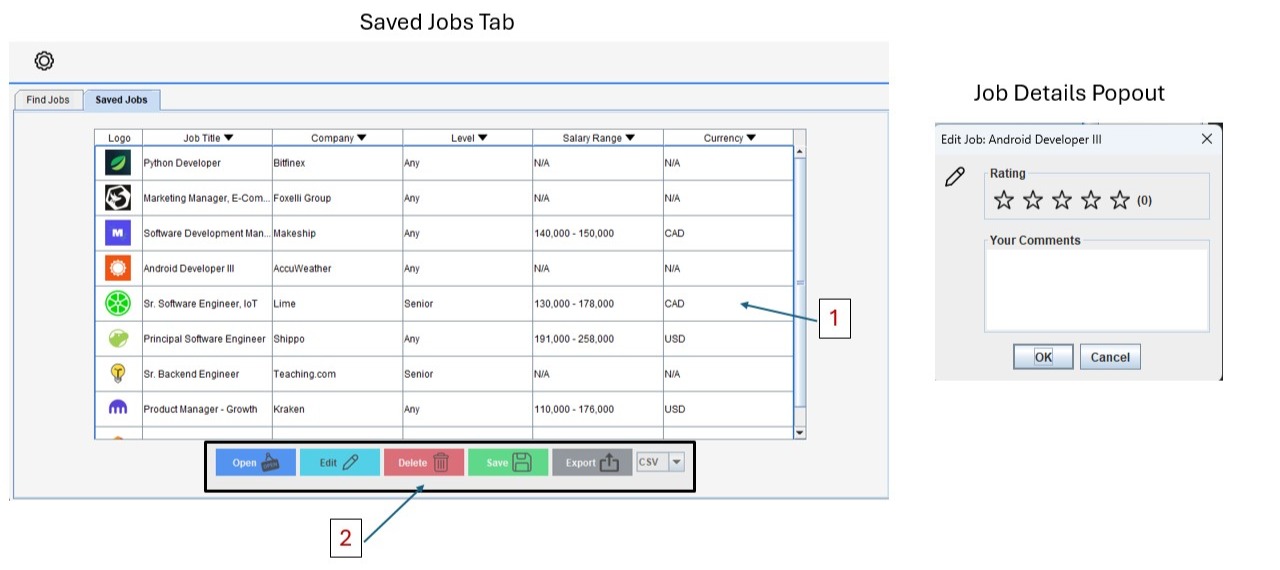 Saved Jobs Tab
Find Jobs Saved Jobs
Logo Job Title Company Level Salary Range Currency
Python Developer Bitfinex Any N/A N/A
Marketing Manager, E-Com... Foxelli Group Any N/A N/A
M Software Development Man... Makeship Any 140,000 - 150,000 CAD
Android Developer III AccuWeather Any N/A N/A
Sr. Software Engineer, IoT Lime Senior 130,000 - 178,000 CAD
Principal Software Engineer Shippo Any 191,000 - 258,000 USD
Sr. Backend Engineer Teaching.com Senior N/A N/A
Product Manager - Growth Kraken Any 110,000 - 176,000 USD
Open Edit Delete Save Export CSV
1
2
Job Details Popout
Edit Job: Android Developer III
Rating
(0)
Your Comments
OK Cancel